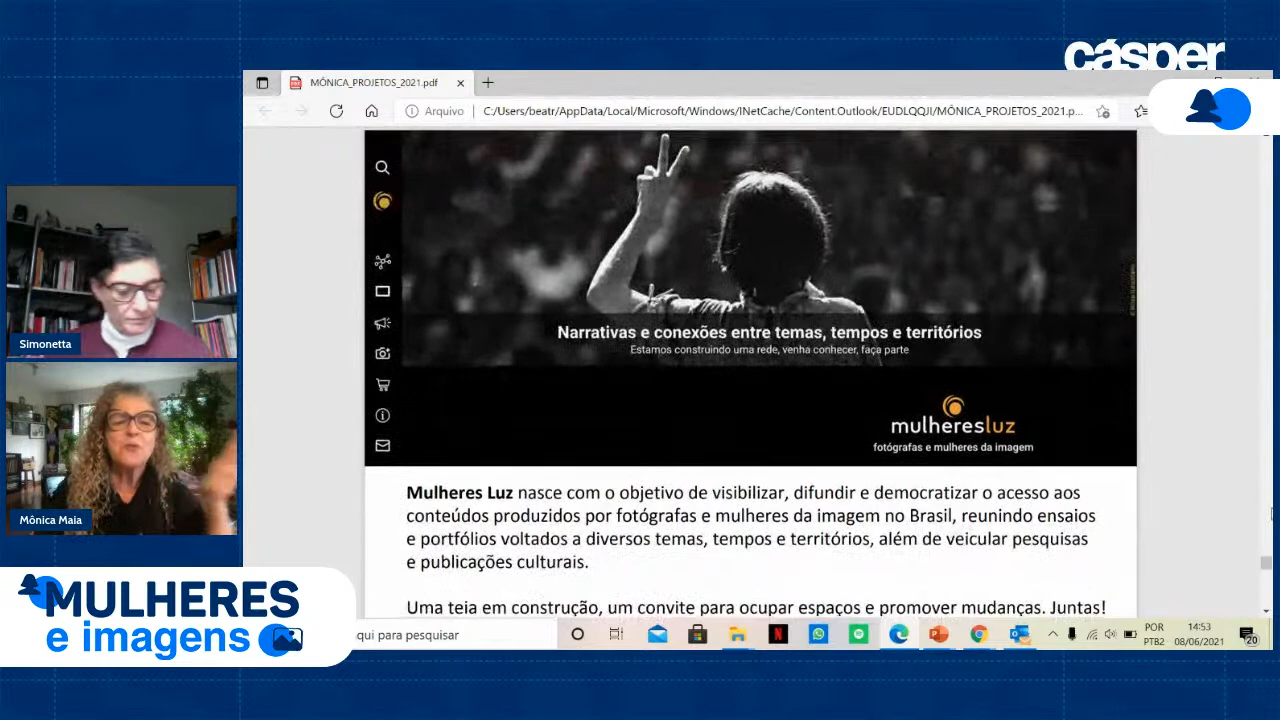 cásper
MÔNICA_PROJETOS_2021.pdf
Arquivo
C:/Users/beatr/AppData/Local/Microsoft/Windows/INetCache/Content.Outlook/EUDLQQJI/MÔNICA_PROJETOS_2021.p...
Narrativas e conexões entre temas, tempos e territórios
Estamos construindo uma rede, venha conhecer, faça parte
mulheresluz
fotógrafas e mulheres da imagem
Mulheres Luz nasce com o objetivo de visibilizar, difundir e democratizar o acesso aos
conteúdos produzidos por fotógrafas e mulheres da imagem no Brasil, reunindo ensaios
e portfólios voltados a diversos temas, tempos e territórios, além de veicular pesquisas
e publicações culturais.
Uma teia em construção, um convite para ocupar espaços e promover mudanças. Juntas!
Simonetta
Mônica Maia
MULHERES
e imagens
qui para pesquisar
POR
PTB2
14:53
08/06/2021
20